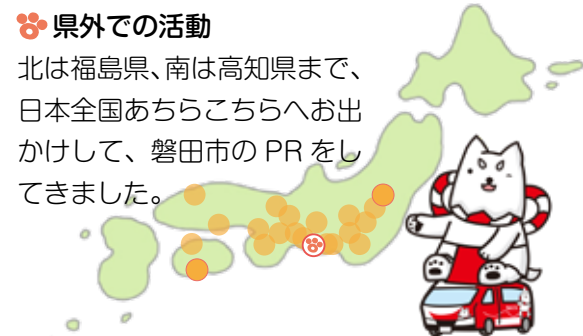 県外での活動
北は福島県、南は高知県まで、
日本全国あちらこちらへお出
かけして、磐田市の PR をし
てきました。